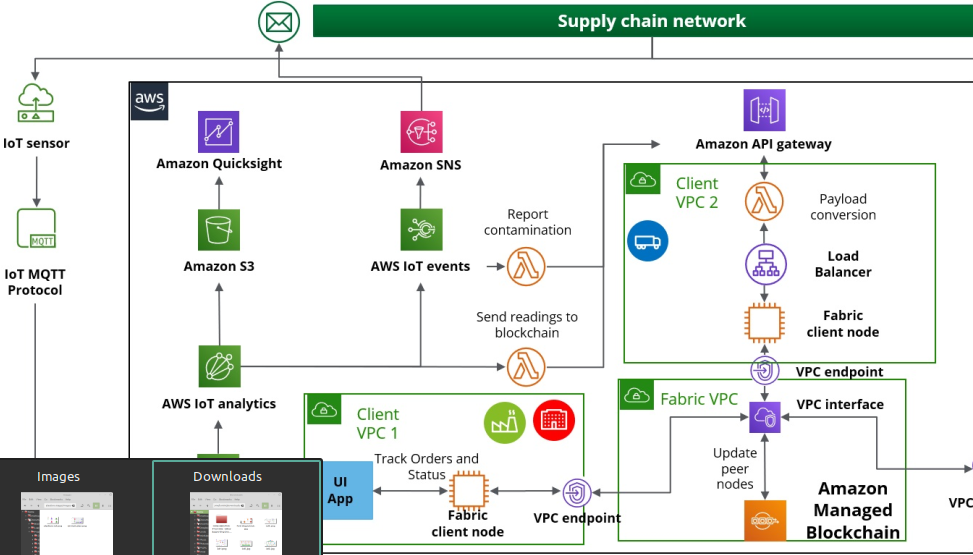 Supply chain network
aws
IoT sensor
Amazon Quicksight
Amazon SNS
Amazon API gateway
Client
VPC 2
Payload
conversion
MQTT
IoT MQTT
Protocol
Amazon S3
AWS IoT events
Report
contamination
Load
Balancer
Send readings to
blockchain
Fabric
client node
VPC endpoint
AWS IoT analytics
Client
VPC 1
Fabric VPC
VPC interface
Track Orders and
Status
Update
peer
nodes
UI
App
Fabric
client node
VPC endpoint
Amazon
Managed
Blockchain
VPC
Images
Downloads